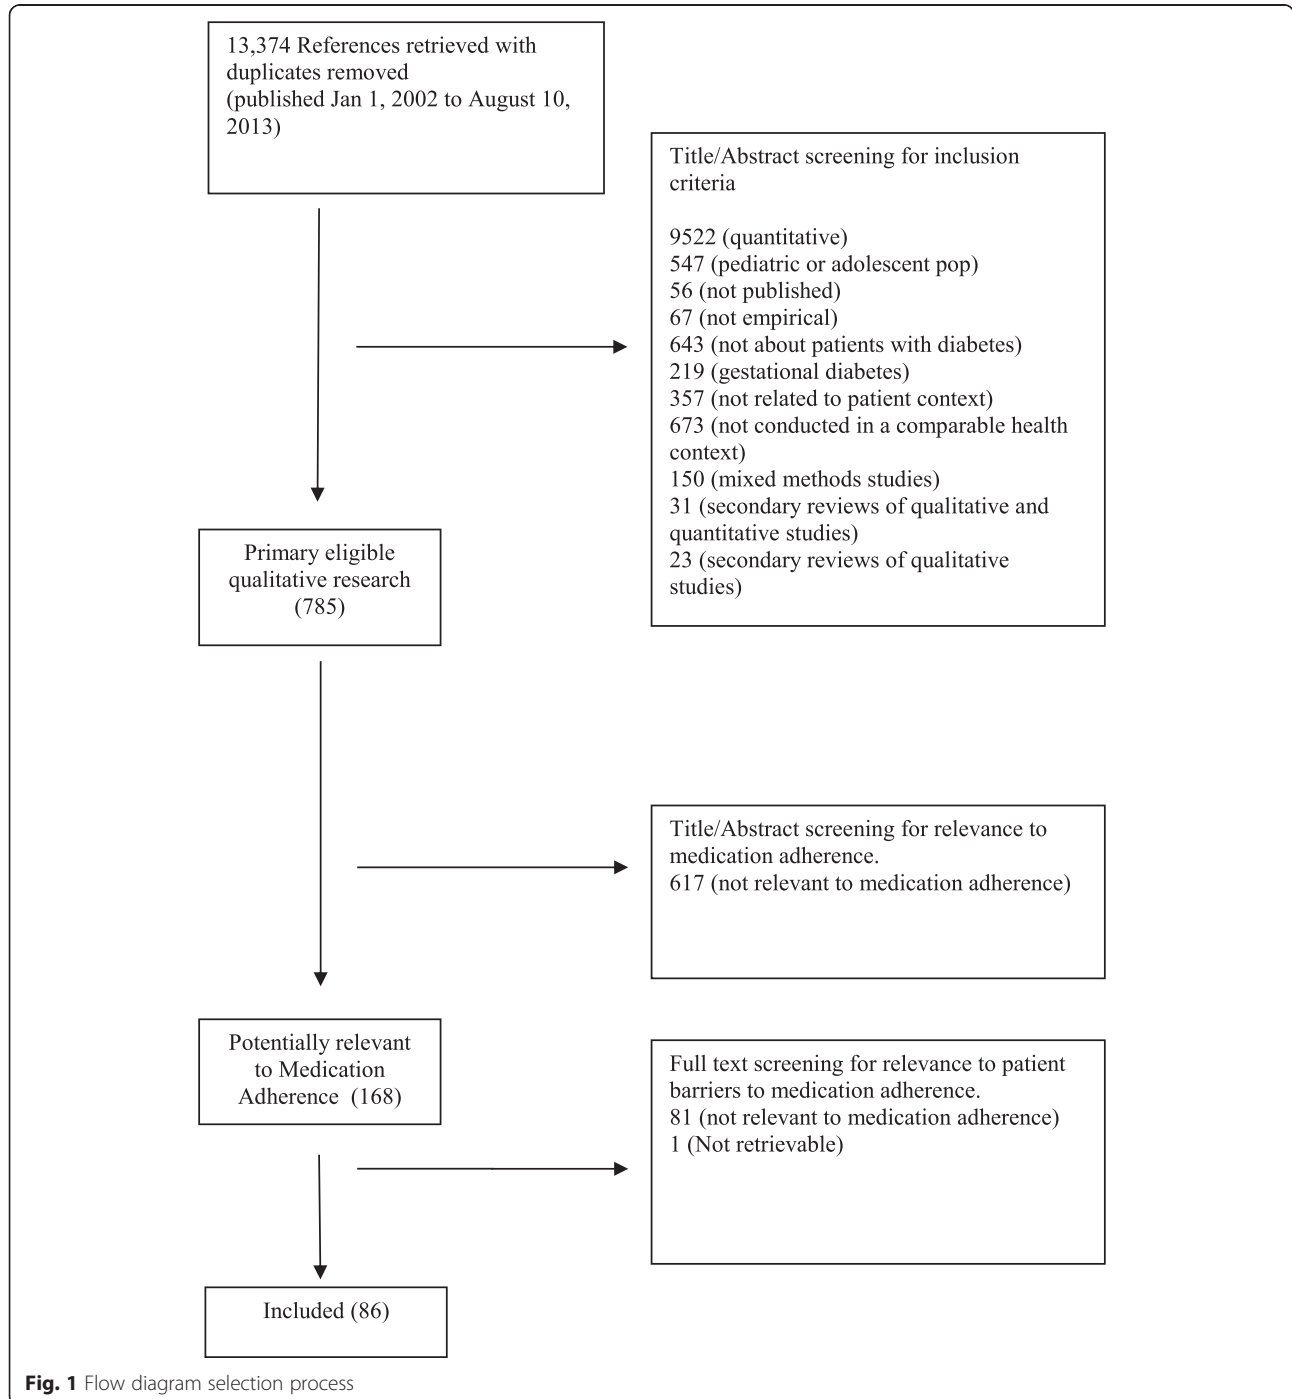 13,374 References retrieved with
duplicates removed
(published Jan 1, 2002 to August 10,
2013)
Title/Abstract screening for inclusion
criteria
9522 (quantitative)
547 (pediatric or adolescent pop)
56 (not published)
67 (not empirical)
643 (not about patients with diabetes)
219 (gestational diabetes)
357 (not related to patient context)
673 (not conducted in a comparable health
context)
150 (mixed methods studies)
31 (secondary reviews of qualitative and
quantitative studies)
23 (secondary reviews of qualitative
studies)
Primary eligible
qualitative research
(785)
Title/Abstract screening for relevance to
medication adherence.
617 (not relevant to medication adherence)
Potentially relevant
to Medication
Adherence (168)
Full text screening for relevance to patient
barriers to medication adherence.
81 (not relevant to medication adherence)
1 (Not retrievable)
Included (86)
Fig. 1 Flow diagram selection process